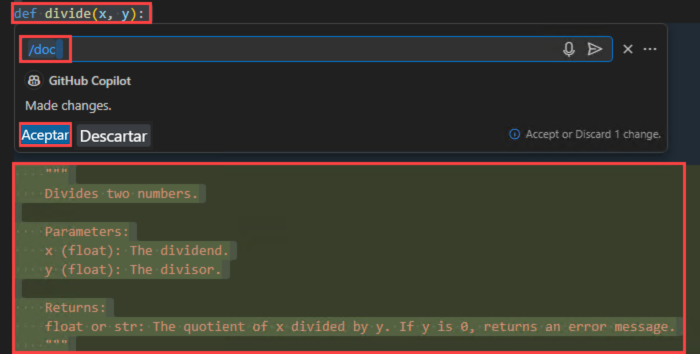 def divide(x, y):
/doc
GitHub Copilot
Made changes.
Aceptar Descartar Accept or Discard 1 change.
"""
Divides two numbers.
Parameters:
x (float): The dividend.
y (float): The divisor.
Returns:
float or str: The quotient of x divided by y. If y is 0, returns an error message.
"""